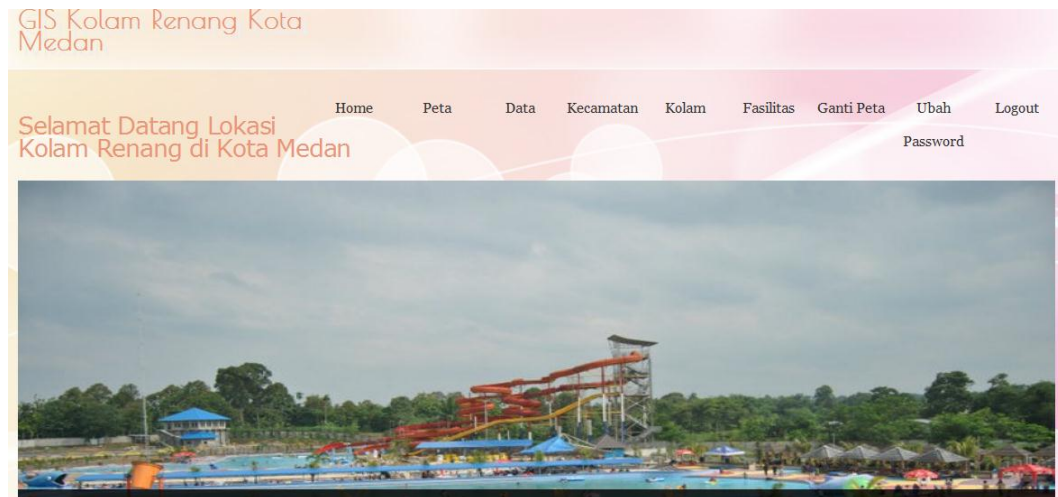 GIS Kolam Renang Kota
Medan
Home Peta Data Kecamatan Kolam Fasilitas Ganti Peta Ubah Logout
Password
Selamat Datang Lokasi
Kolam Renang di Kota Medan